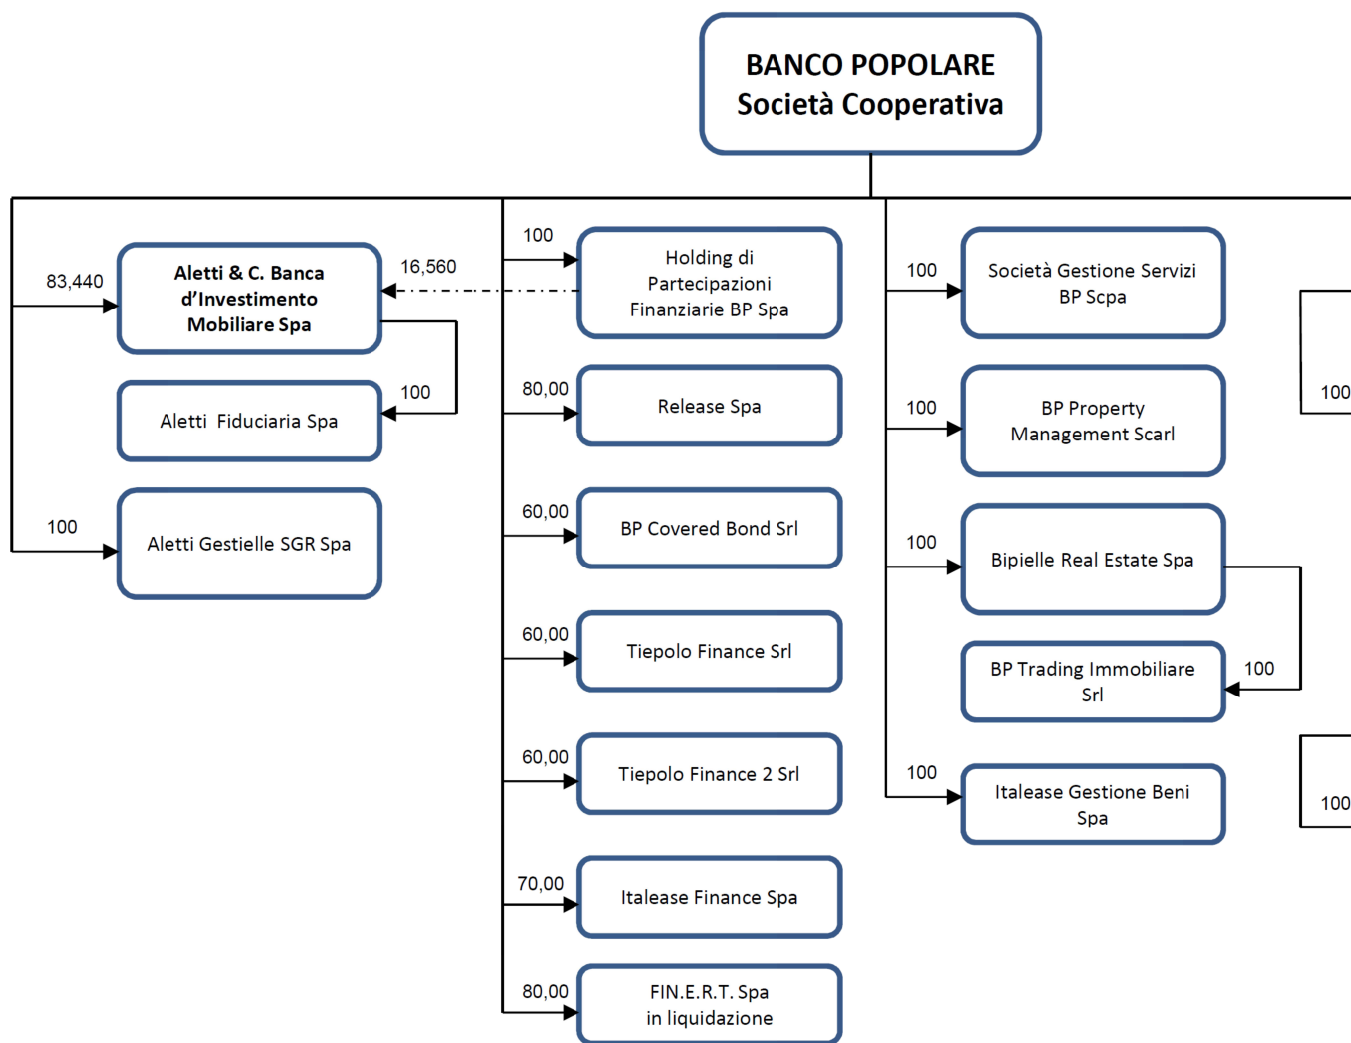 BANCO POPOLARE
Società Cooperativa
83,440
Aletti & C. Banca
d’Investimento
Mobiliare Spa
16,560
100
Aletti  Fiduciaria Spa
100
Aletti Gestielle SGR Spa
100
Holding di
Partecipazioni
Finanziarie BP Spa
80,00
Release Spa
60,00
BP Covered Bond Srl
60,00
Tiepolo Finance Srl
60,00
Tiepolo Finance 2 Srl
70,00
Italease Finance Spa
80,00
FIN.E.R.T. Spa
in liquidazione
100
Società Gestione Servizi
BP Scpa
100
BP Property
Management Scarl
100
Bipielle Real Estate Spa
BP Trading Immobiliare
Srl
100
100
Italease Gestione Beni
Spa
100
100